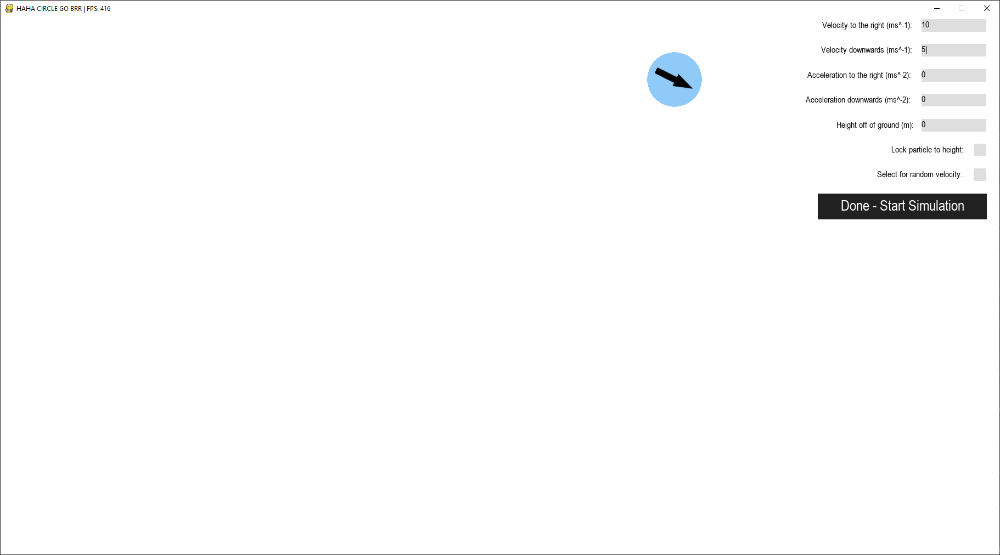 HAHA CIRCLE GO BRR | FPS: 416
Velocity to the right (ms^-1): 10
Velocity downwards (ms^-1): 5|
Acceleration to the right (ms^-2): 0
Acceleration downwards (ms^-2): 0
Height off of ground (m): 0
Lock particle to height:
Select for random velocity:
Done - Start Simulation